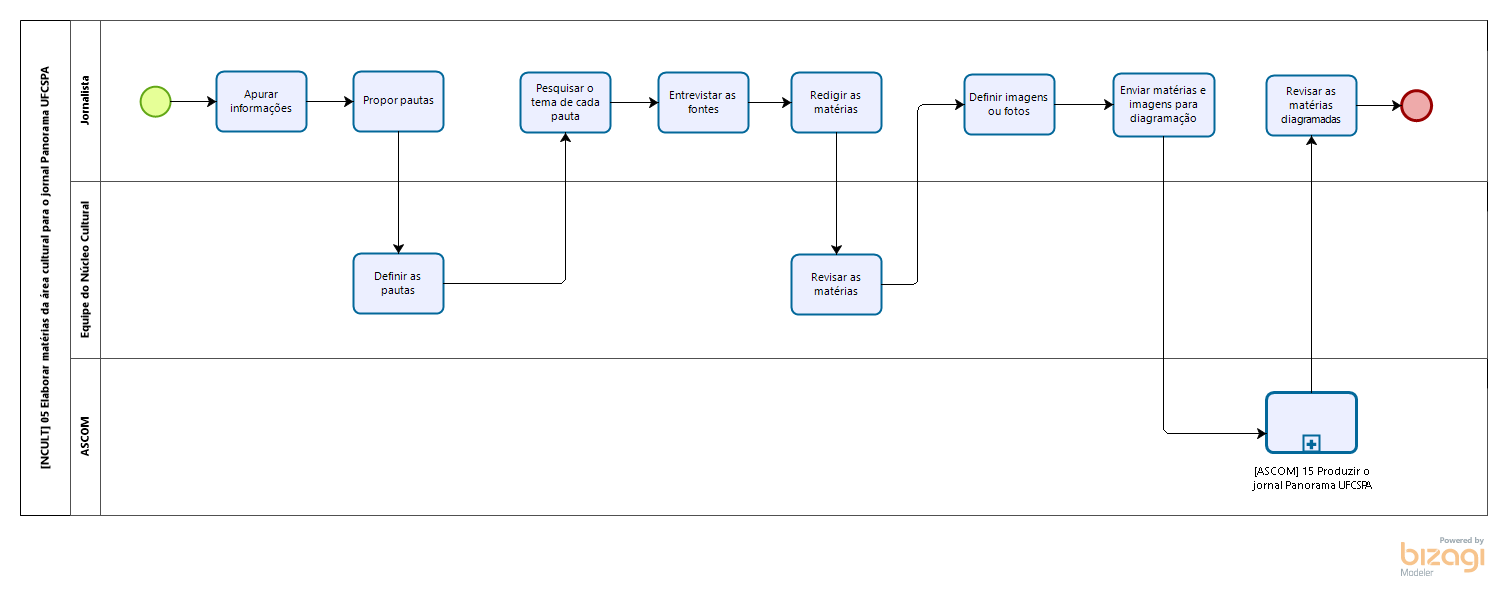 [NCULT] 05 Elaborar matérias da área cultural para o jornal Panorama UFCSPA
Jornalista
Apurar
informações
Propor pautas
Pesquisar o
tema de cada
pauta
Entrevistar as
fontes
Redigir as
matérias
Definir imagens
ou fotos
Enviar matérias e
imagens para
diagramação
Revisar as
matérias
diagramadas
Equipe do Núcleo Cultural
Definir as
pautas
Revisar as
matérias
ASCOM
[ASCOM] 15 Produzir o
jornal Panorama UFCSPA
Powered by
bizagi
Modeler